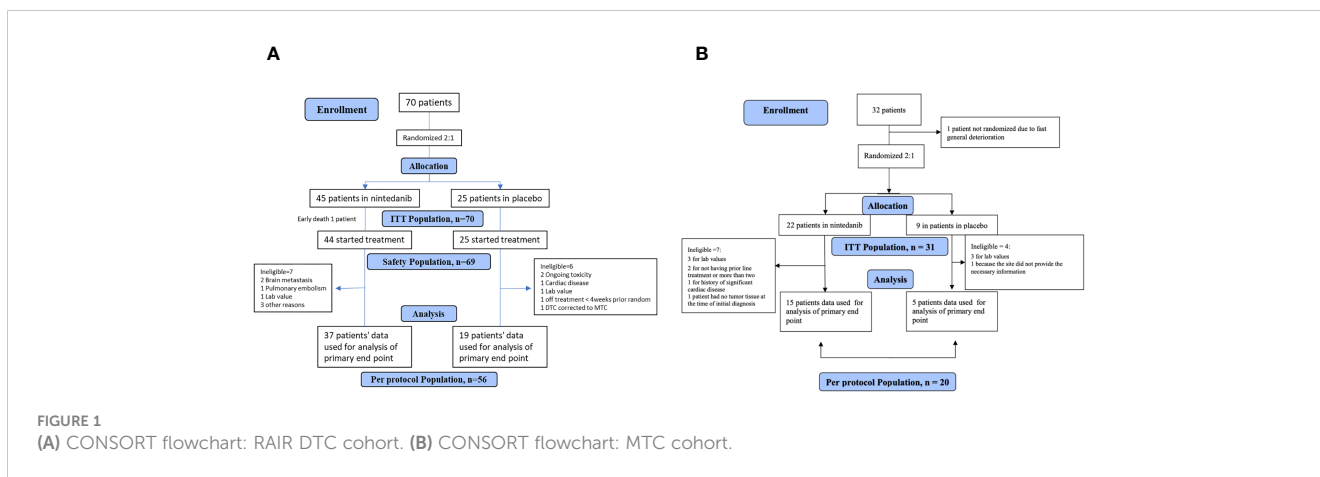 A
Enrollment
70 patients
Randomized 2:1
Allocation
45 patients in nintedanib
25 patients in placebo
ITT Population, n=70
Early death 1 patient
44 started treatment
25 started treatment
Safety Population, n=69
Ineligible=7
2 Brain metastasis
1 Pulmonary embolism
1 Lab value
3 other reasons
Ineligible=6
2 Ongoing toxicity
1 Cardiac disease
1 Lab value
1 off treatment < 4weeks prior random
1 DTC corrected to MTC
Analysis
37 patients' data
used for analysis of
primary end point
19 patients' data
used for analysis of
primary end point
Per protocol Population, n=56
B
Enrollment
32 patients
1 patient not randomized due to fast
general deterioration
Randomized 2:1
Allocation
22 patients in nintedanib
9 in patients in placebo
ITT Population, n = 31
Ineligible =7:
3 for lab values
2 for not having prior line
treatment or more than two
1 for history of significant
cardiac disease
1 patient had no tumor tissue at
the time of initial diagnosis
Ineligible = 4:
3 for lab values
1 because the site did not provide the
necessary information
Analysis
15 patients data used for
analysis of primary end
point
5 patients data used for
analysis of primary end
point
Per protocol Population, n = 20
FIGURE 1
(A) CONSORT flowchart: RAIR DTC cohort. (B) CONSORT flowchart: MTC cohort.